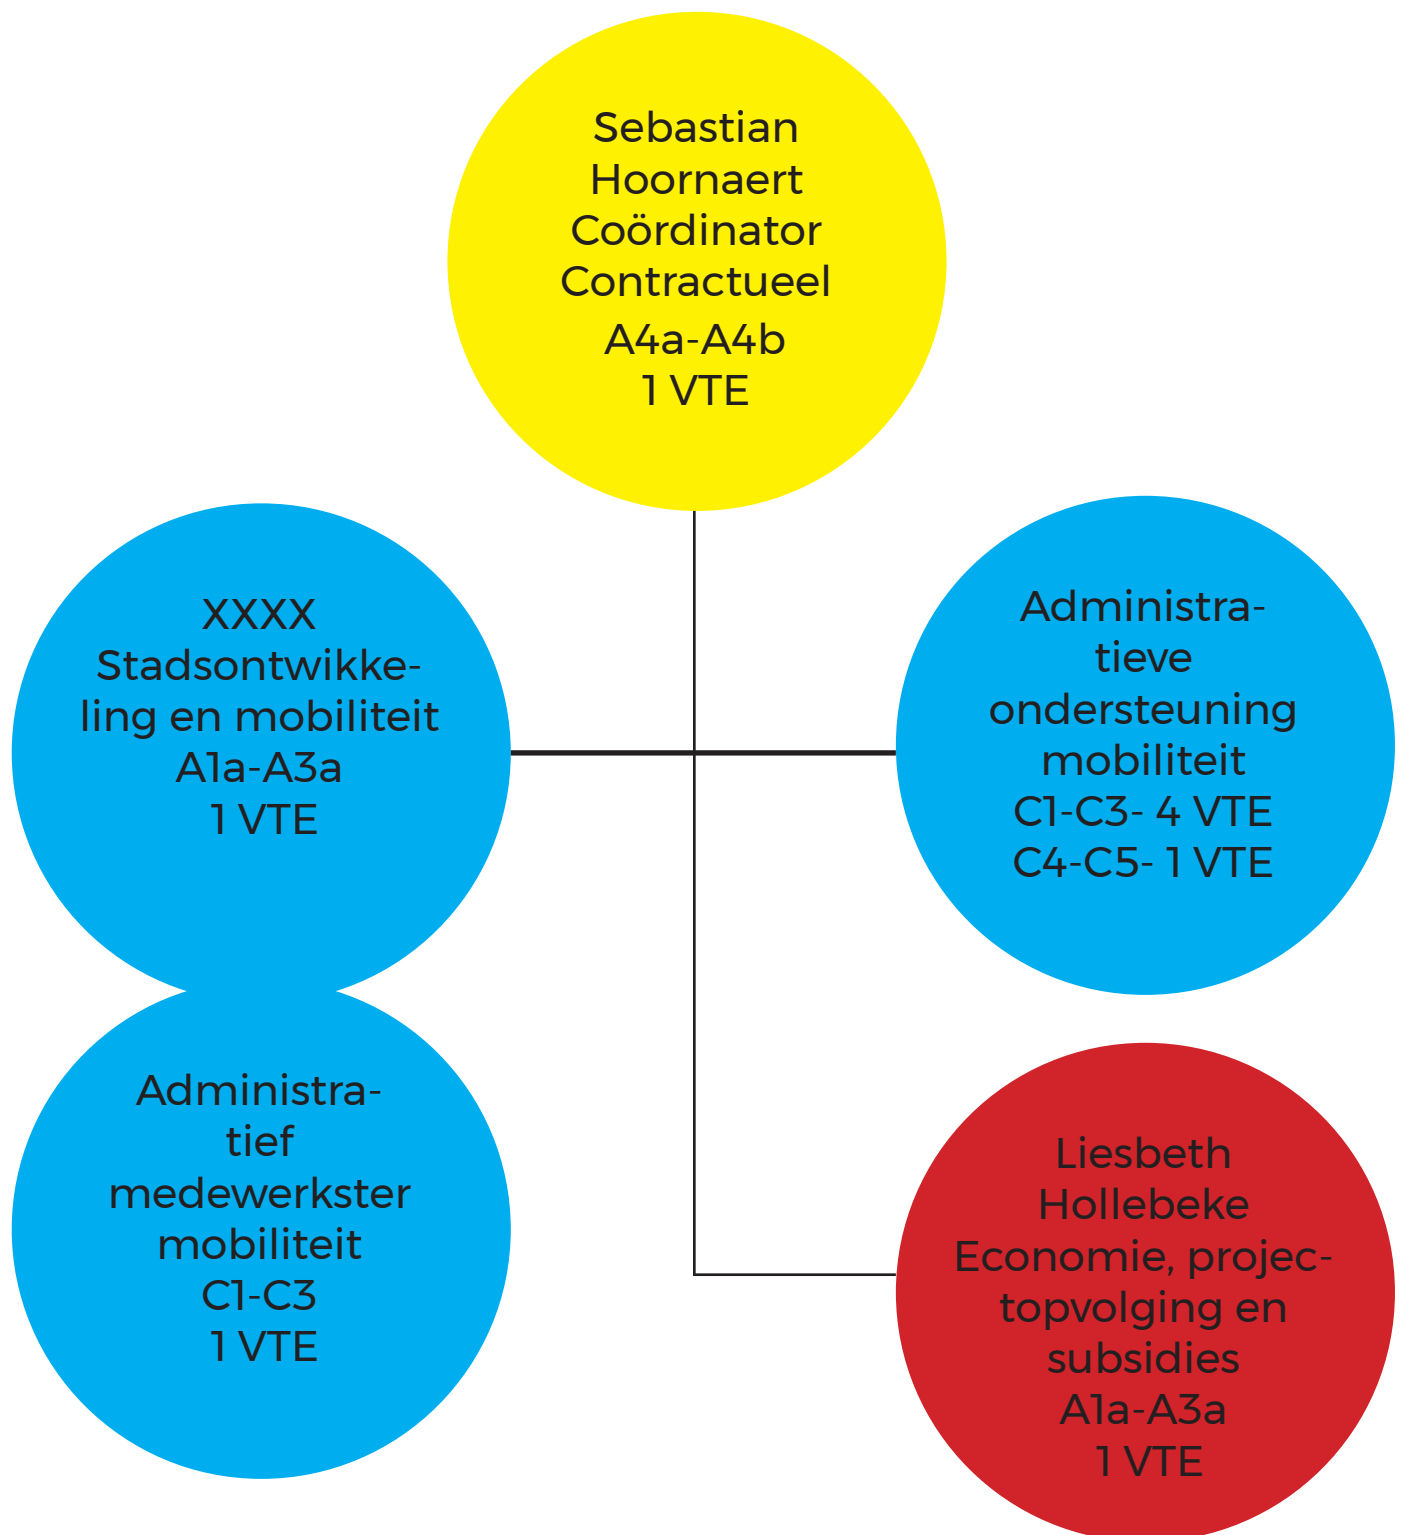 Sebastian
Hoornaert
Coördinator
Contractueel
A4a-A4b
1 VTE
XXXX
Stadsontwikke-
ling en mobiliteit
A1a-A3a
1 VTE
Administra-
tieve
ondersteuning
mobiliteit
C1-C3- 4 VTE
C4-C5- 1 VTE
Administra-
tief
medewerkster
mobiliteit
C1-C3
1 VTE
Liesbeth
Hollebeke
Economie, projec-
topvolging en
subsidies
A1a-A3a
1 VTE